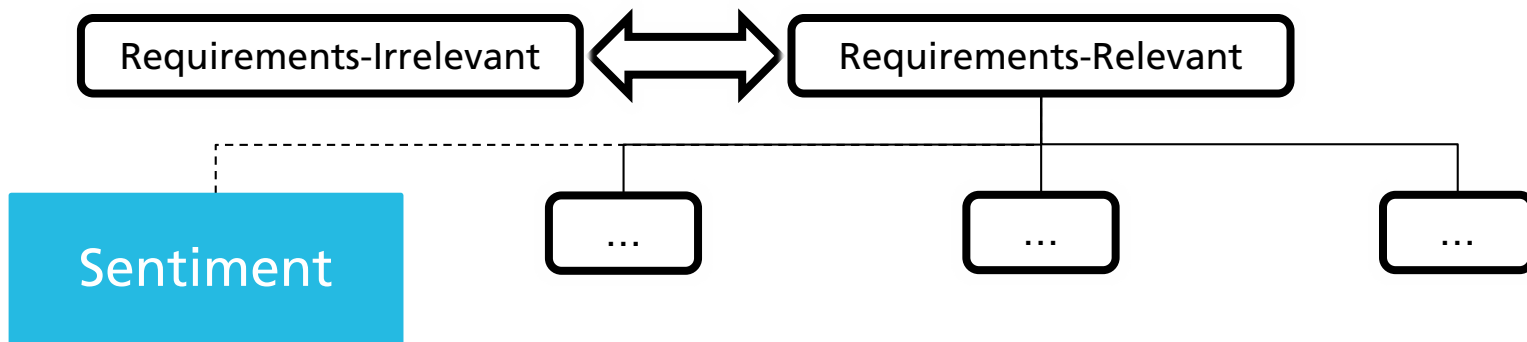 Requirements-Irrelevant
Requirements-Relevant
Sentiment
...
...
...